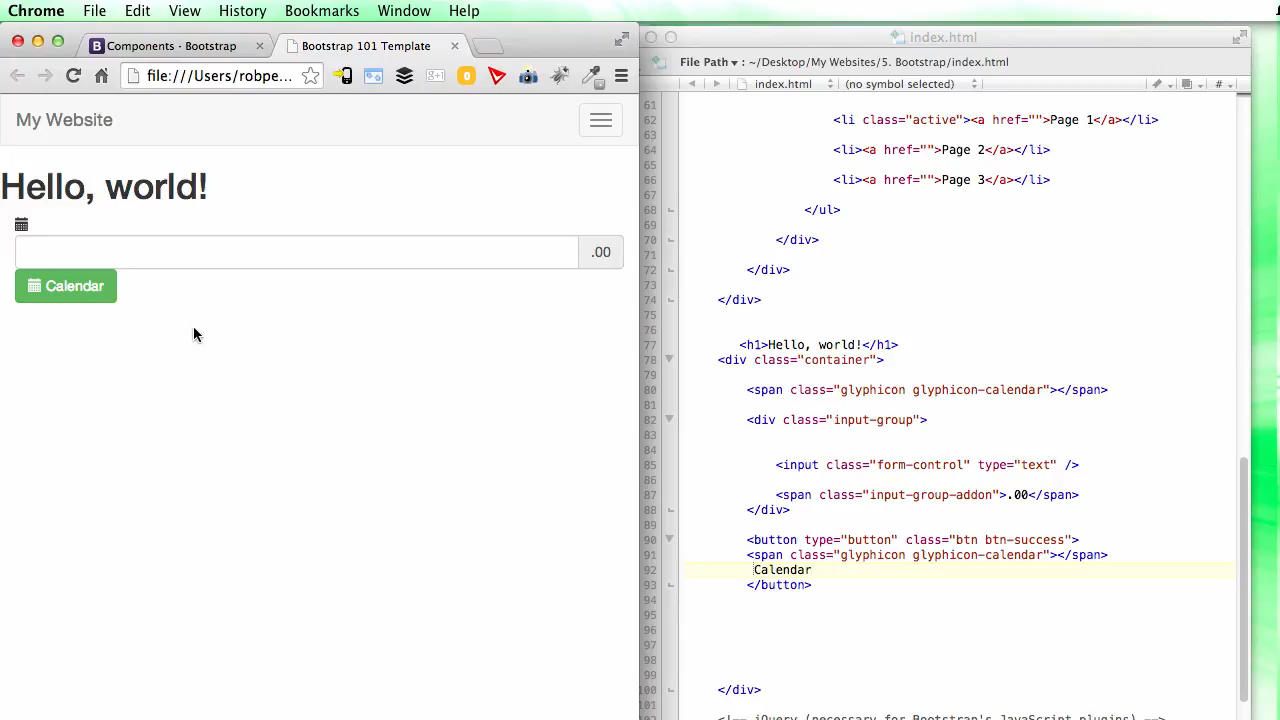 Chrome File Edit View History Bookmarks Window Help
Components · Bootstrap
Bootstrap 101 Template
file:///Users/robpe...
0
My Website
Hello, world!
.00
Calendar
index.html
File Path : ~/Desktop/My Websites/5. Bootstrap/index.html
index.html (no symbol selected) #
61
62 <li class="active"><a href="">Page 1</a></li>
63
64 <li><a href="">Page 2</a></li>
65
66 <li><a href="">Page 3</a></li>
67
68 </ul>
69
70 </div>
71
72 </div>
73
74 </div>
75
76
77 <h1>Hello, world!</h1>
78 <div class="container">
79
80 <span class="glyphicon glyphicon-calendar"></span>
81
82 <div class="input-group">
83
84
85 <input class="form-control" type="text" />
86
87 <span class="input-group-addon">.00</span>
88 </div>
89
90 <button type="button" class="btn btn-success">
91 <span class="glyphicon glyphicon-calendar"></span>
92 Calendar
93 </button>
94
95
96
97
98
99
100 </div>
101
<!-- jQuery (necessary for Bootstrap's JavaScript plugins) -->